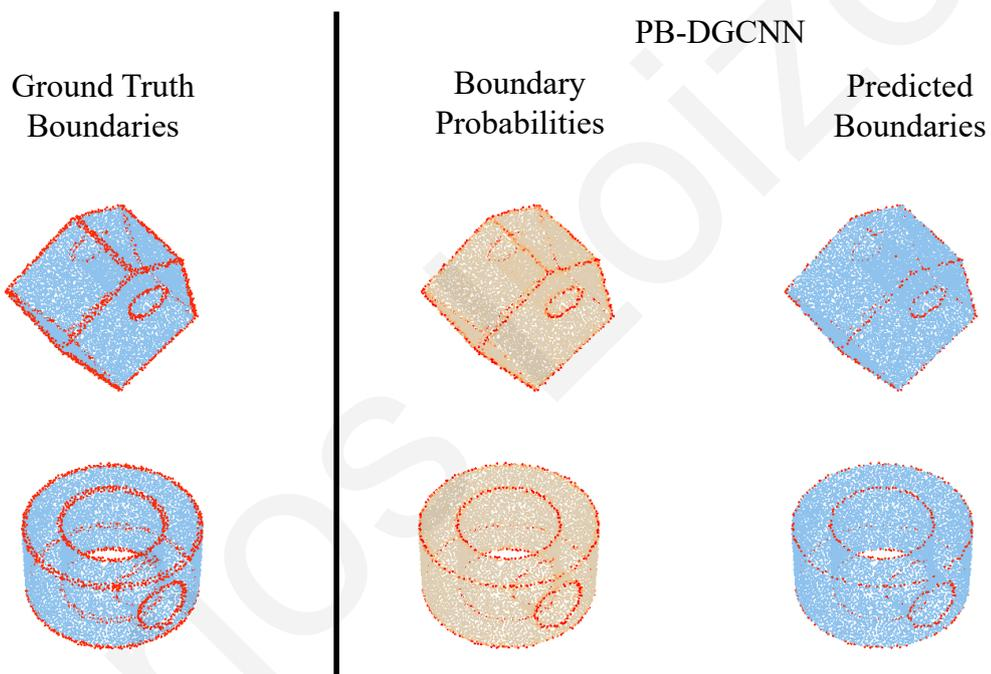 PB-DGCNN
Ground Truth
Boundaries
Boundary
Probabilities
Predicted
Boundaries